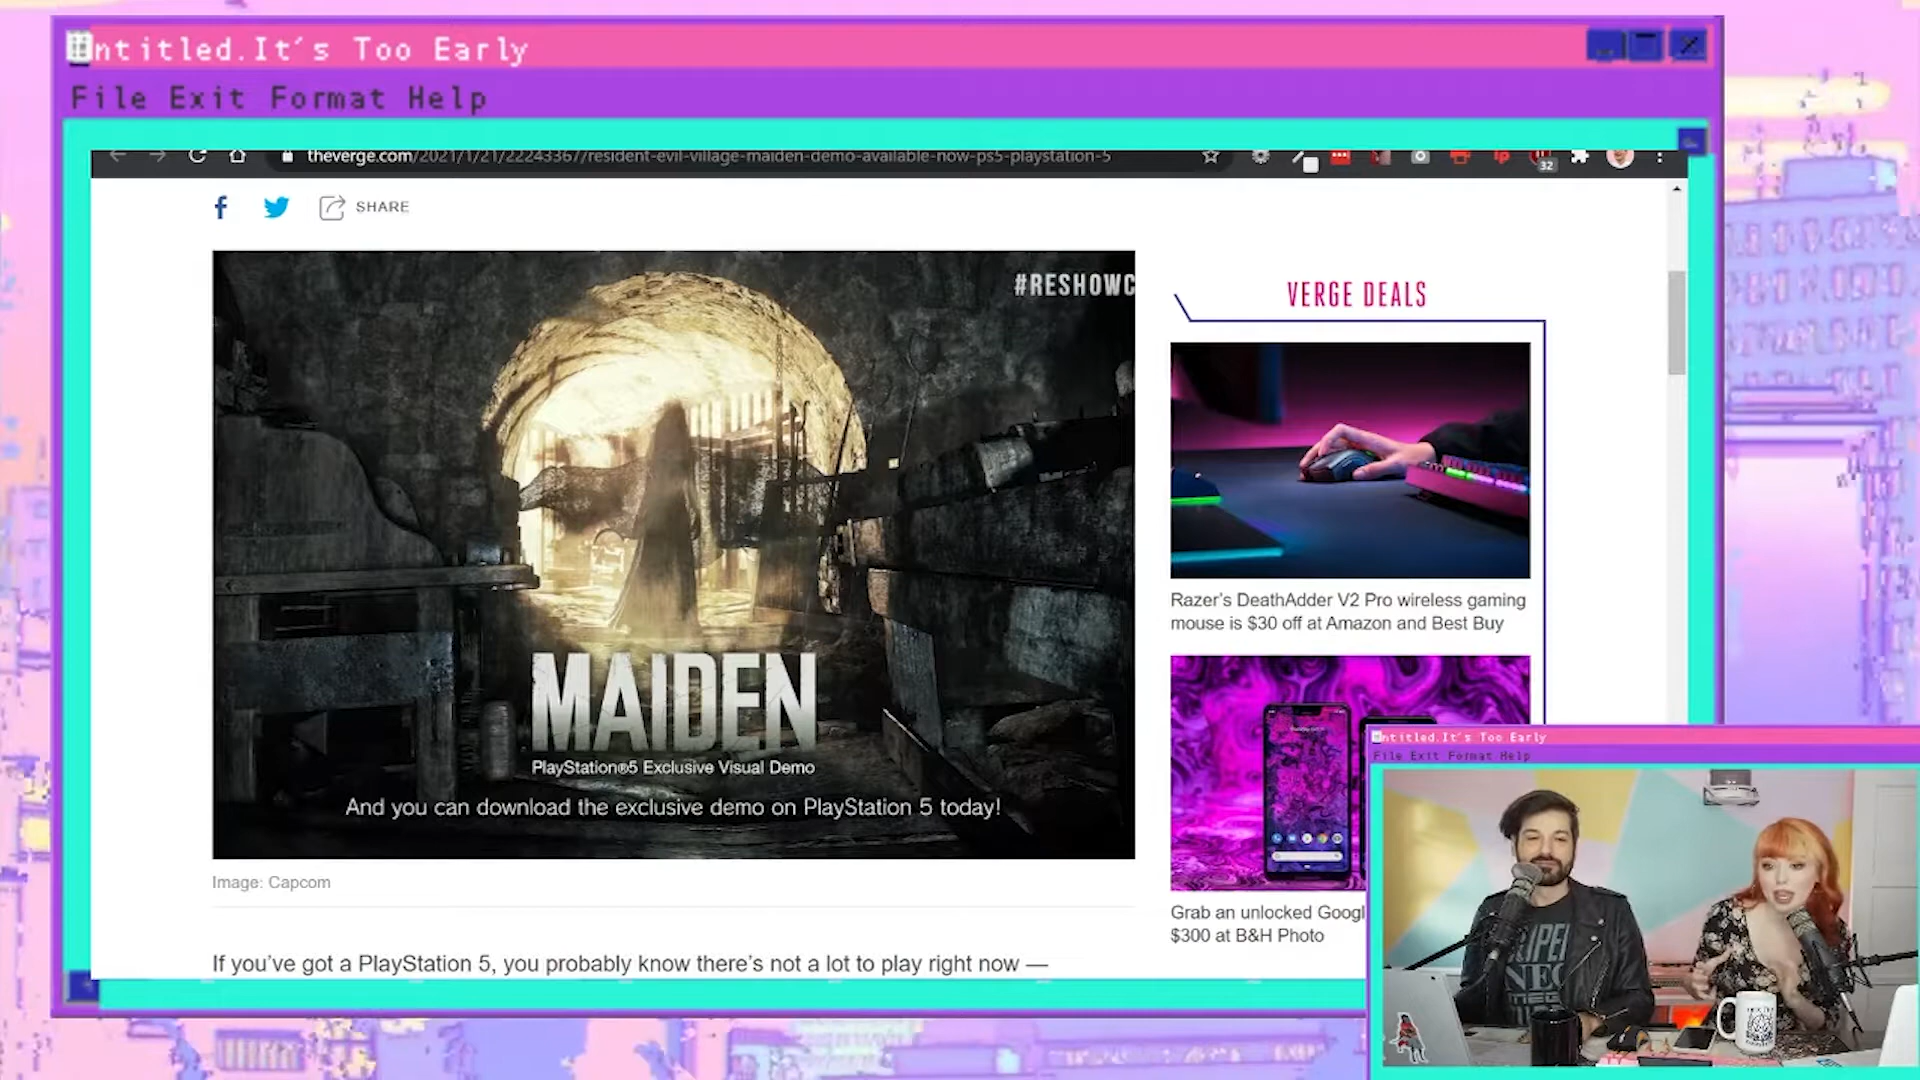 Untitled.It's Too Early
File Exit Format Help
theverge.com/2021/1/21/22243367/resident-evil-village-maiden-demo-available-now-ps5-playstation-5
32
SHARE
#RESHOWC
MAIDEN
PlayStation®5 Exclusive Visual Demo
And you can download the exclusive demo on PlayStation 5 today!
Image: Capcom
If you've got a PlayStation 5, you probably know there's not a lot to play right now —
VERGE DEALS
Razer's DeathAdder V2 Pro wireless gaming
mouse is $30 off at Amazon and Best Buy
Grab an unlocked Googl
$300 at B&H Photo
Untitled.It's Too Early
File Exit Format Help